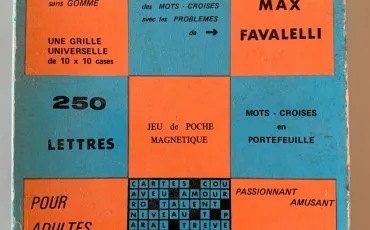 sans GOMME
UNE GRILLE
UNIVERSELLE
de 10 x 10 cases
des MOTS - CROISES
avec les PROBLEMES
de →
MAX
FAVALELLI
250
LETTRES
JEU de POCHE
MAGNETIQUE
MOTS - CROISES
en
PORTEFEUILLE
POUR
ADULTES
CARTES COU
AVEU AMOUR
RO TALENT
NIVEAU T P
ARAL TREVE
PASSIONNANT
AMUSANT